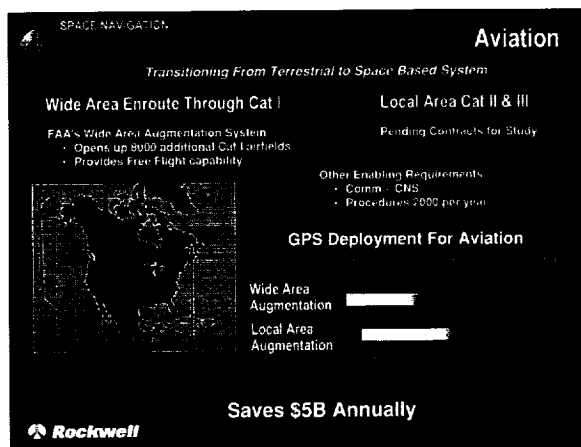 SPACE NAVIGATION
Aviation
Transitioning From Terrestrial to Space Based System
Wide Area Enroute Through Cat I
FAA's Wide Area Augmentation System
• Opens up 8000 additional Cat I airfields
• Provides Free Flight capability
Local Area Cat II & III
Pending Contracts for Study
Other Enabling Requirements
• Comm - CNS
• Procedures 2000 per year
GPS Deployment For Aviation
Wide Area
Augmentation
Local Area
Augmentation
Saves $5B Annually
Rockwell